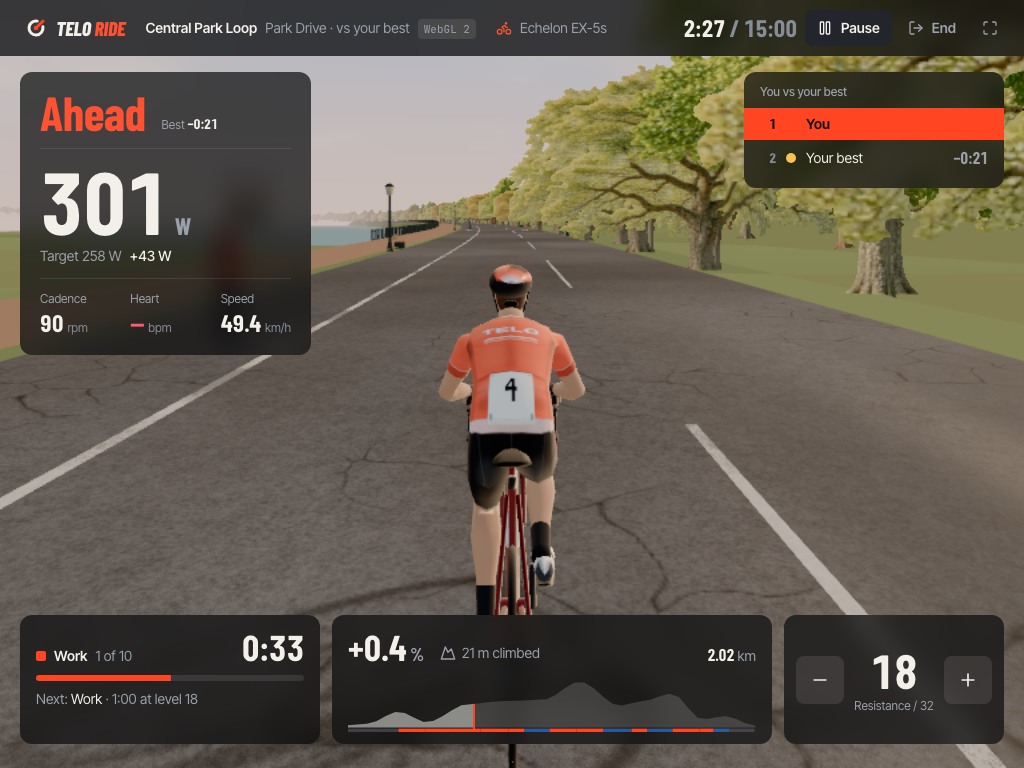 TELO RIDE Central Park Loop Park Drive · vs your best WebGL 2 Echelon EX-5s 2:27 / 15:00 Pause End
Ahead Best −0:21
301 W
Target 258 W +43 W
Cadence Heart Speed
90 rpm — bpm 49.4 km/h
You vs your best
1 You
2 Your best −0:21
TELO
4
Work 1 of 10 0:33
Next: Work · 1:00 at level 18
+0.4 % 21 m climbed 2.02 km
− 18 +
Resistance / 32